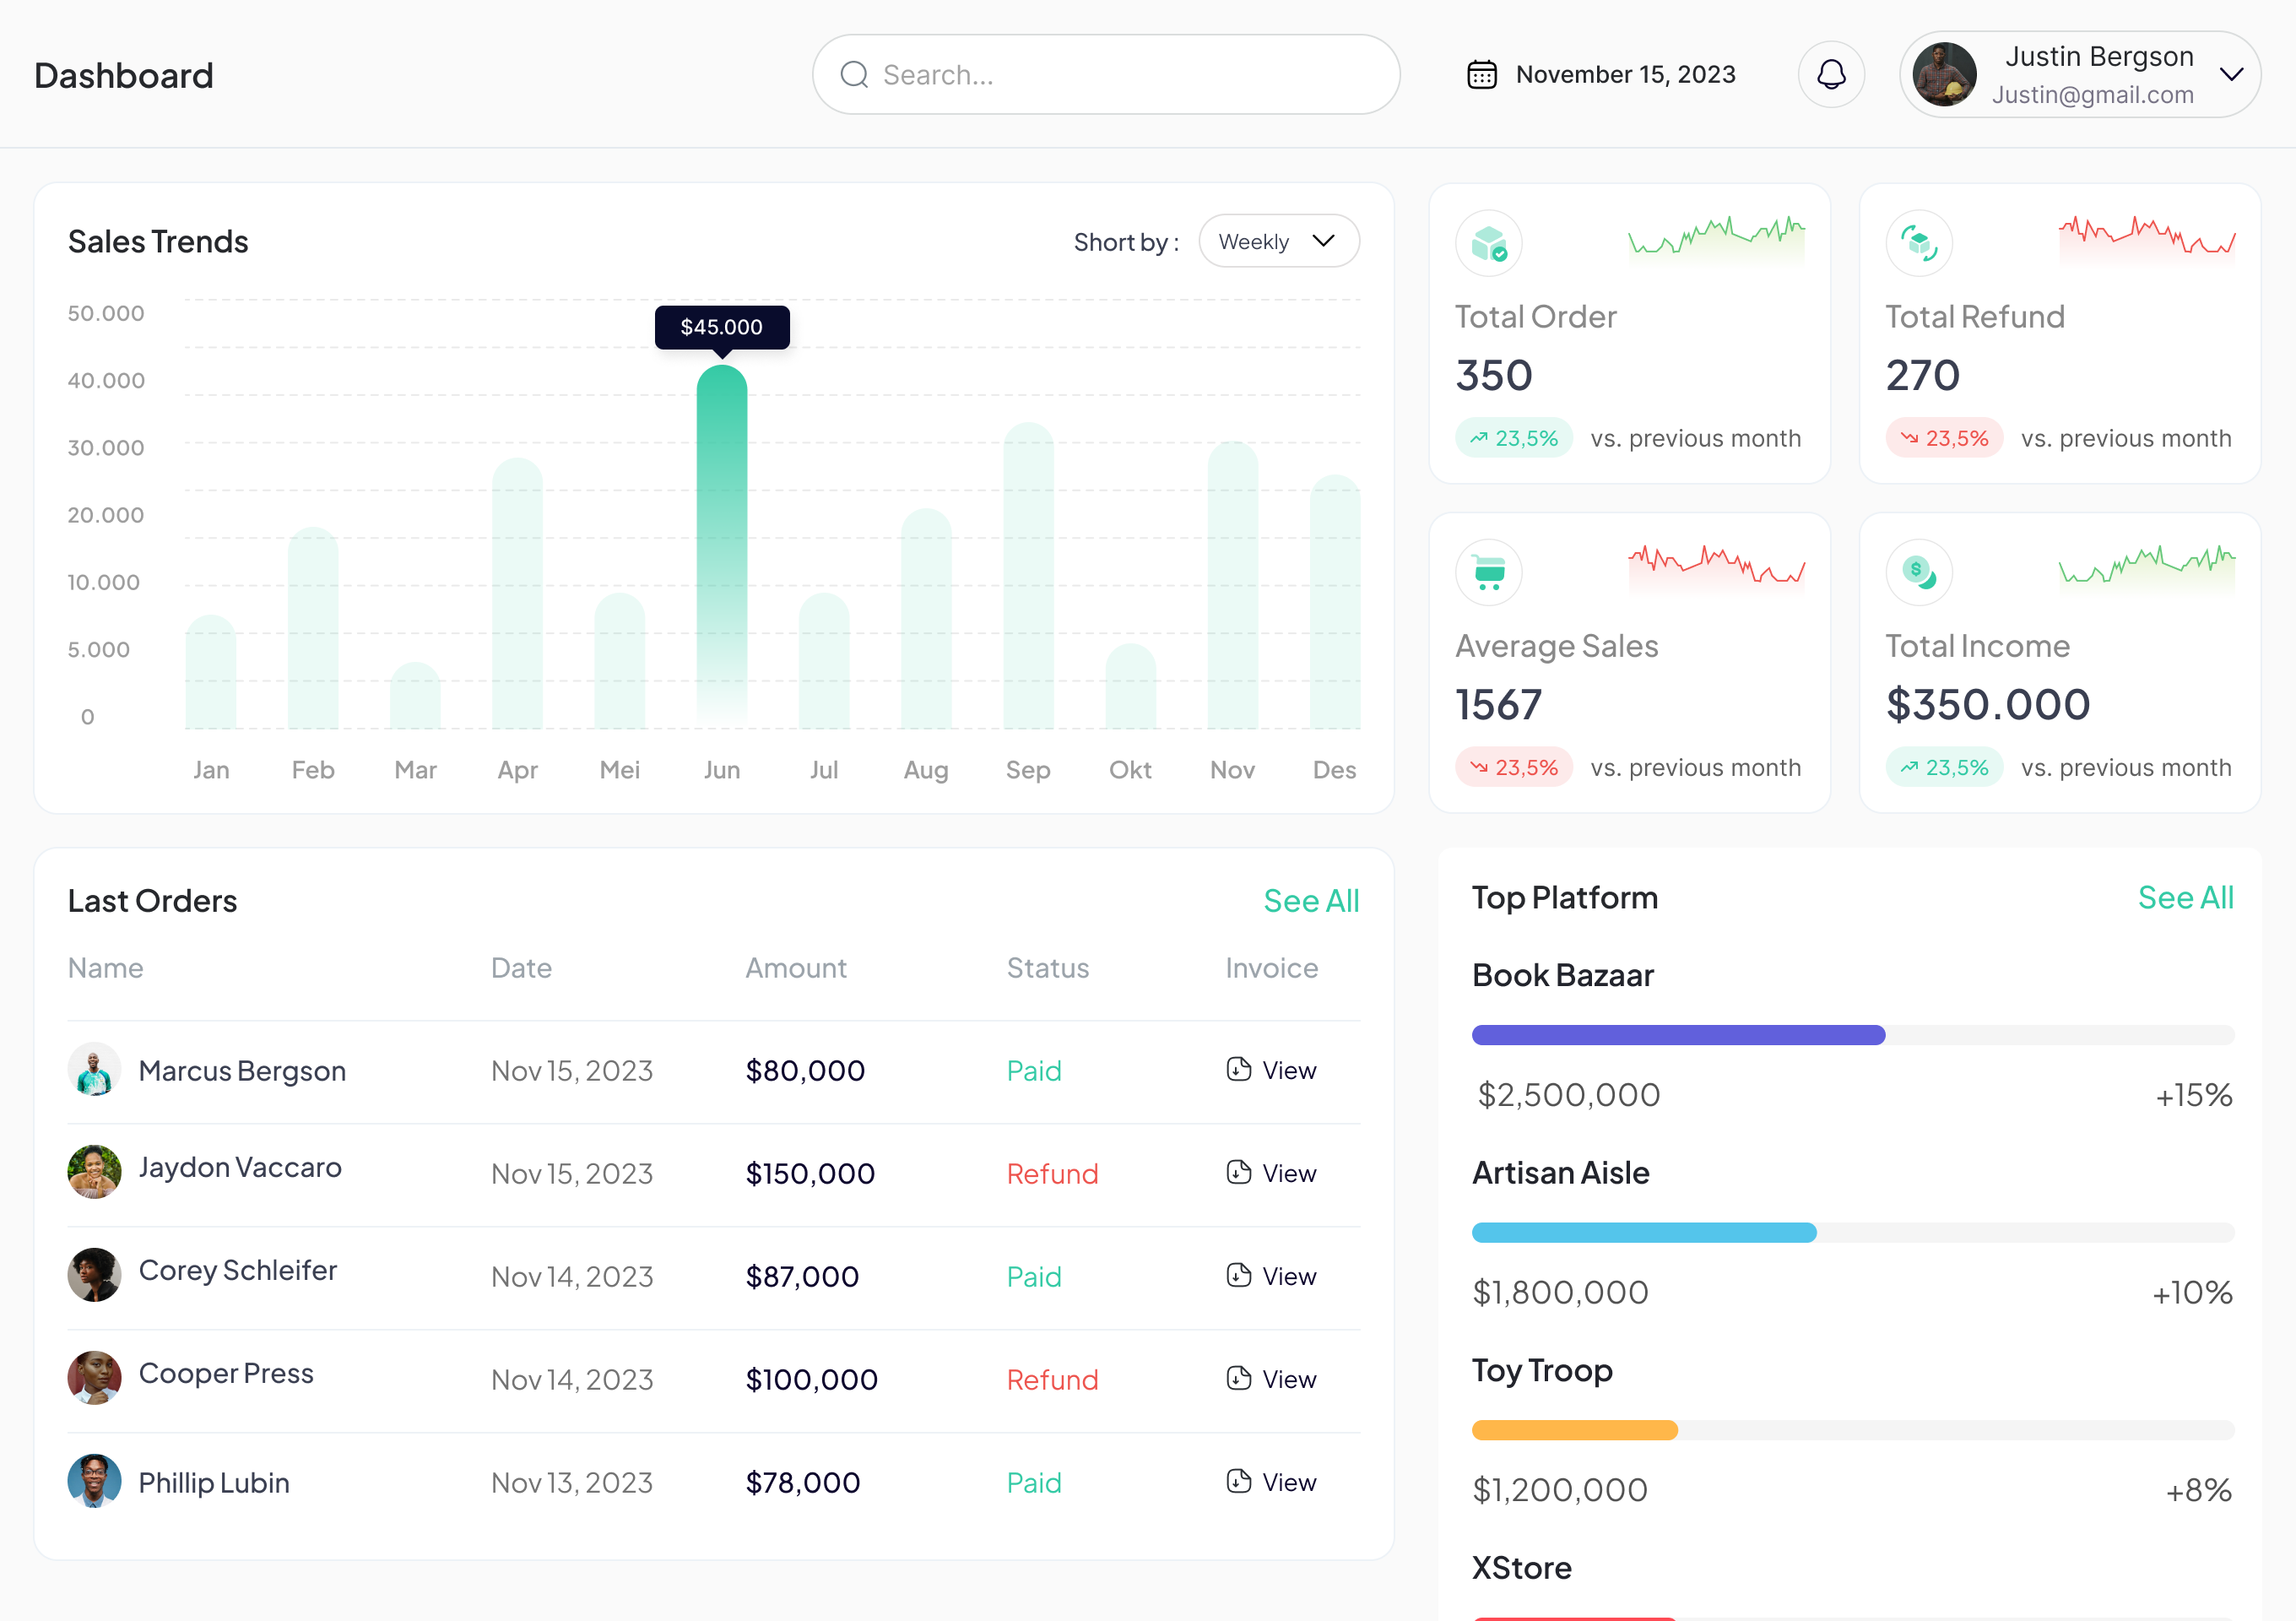 Dashboard
Search...
November 15, 2023
Justin Bergson
Justin@gmail.com
Sales Trends
Short by :
Weekly
50.000
40.000
30.000
20.000
10.000
5.000
0
$45.000
Jan Feb Mar Apr Mei Jun Jul Aug Sep Okt Nov Des
Total Order
350
23,5% vs. previous month
Total Refund
270
23,5% vs. previous month
Average Sales
1567
23,5% vs. previous month
Total Income
$350.000
23,5% vs. previous month
Last Orders
See All
Name Date Amount Status Invoice
Marcus Bergson Nov 15, 2023 $80,000 Paid View
Jaydon Vaccaro Nov 15, 2023 $150,000 Refund View
Corey Schleifer Nov 14, 2023 $87,000 Paid View
Cooper Press Nov 14, 2023 $100,000 Refund View
Phillip Lubin Nov 13, 2023 $78,000 Paid View
Top Platform
See All
Book Bazaar
$2,500,000 +15%
Artisan Aisle
$1,800,000 +10%
Toy Troop
$1,200,000 +8%
XStore